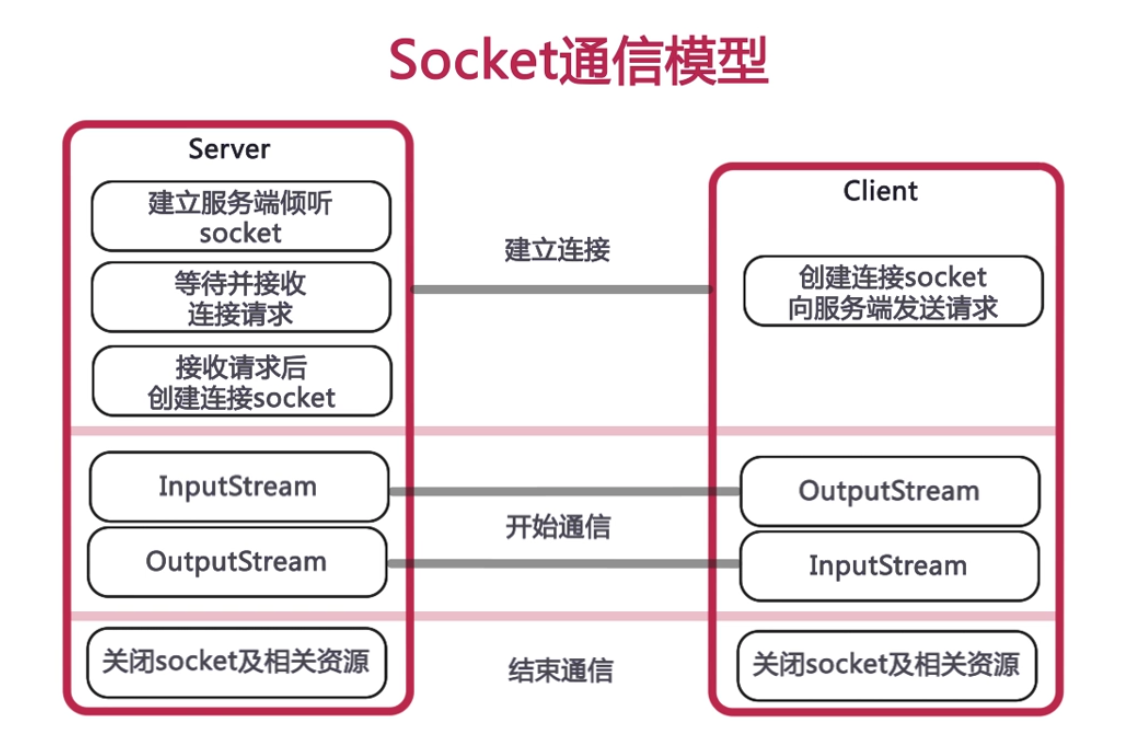 Socket通信模型
Server
建立服务端倾听
socket
等待并接收
连接请求
接收请求后
创建连接socket
建立连接
Client
创建连接socket
向服务端发送请求
InputStream
OutputStream
开始通信
OutputStream
InputStream
关闭socket及相关资源
结束通信
关闭socket及相关资源